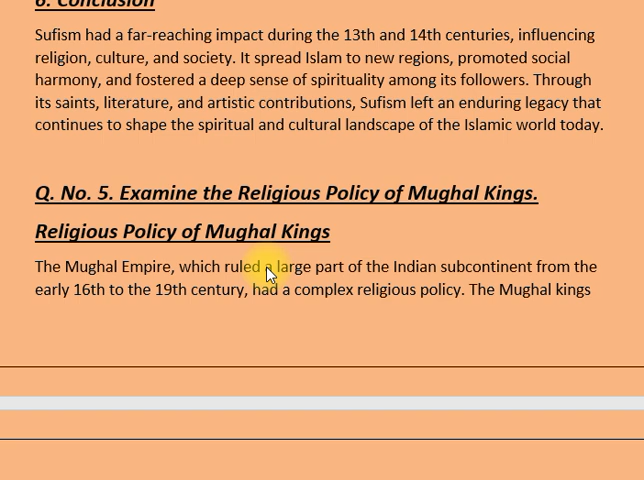 6. Conclusion
Sufism had a far-reaching impact during the 13th and 14th centuries, influencing
religion, culture, and society. It spread Islam to new regions, promoted social
harmony, and fostered a deep sense of spirituality among its followers. Through
its saints, literature, and artistic contributions, Sufism left an enduring legacy that
continues to shape the spiritual and cultural landscape of the Islamic world today.
Q. No. 5. Examine the Religious Policy of Mughal Kings.
Religious Policy of Mughal Kings
The Mughal Empire, which ruled a large part of the Indian subcontinent from the
early 16th to the 19th century, had a complex religious policy. The Mughal kings